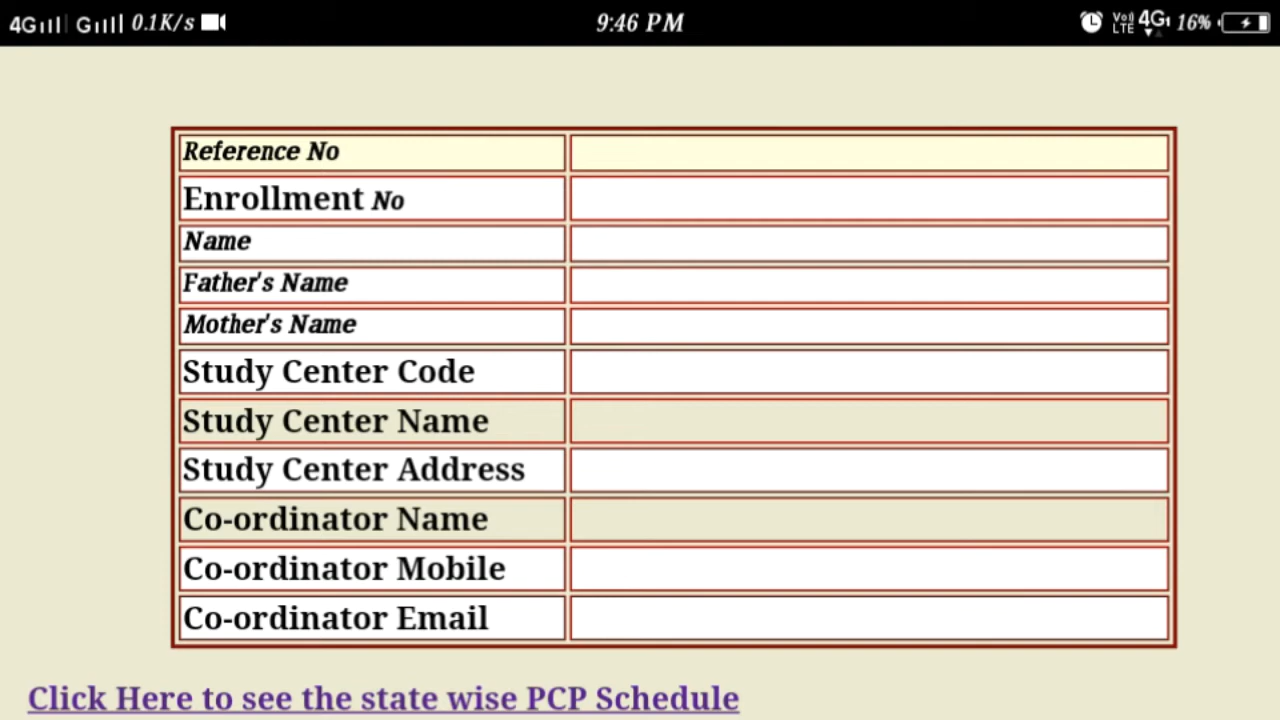 4G G 0.1K/s 9:46 PM Vo) LTE 4G 16%
Reference No
Enrollment No
Name
Father's Name
Mother's Name
Study Center Code
Study Center Name
Study Center Address
Co-ordinator Name
Co-ordinator Mobile
Co-ordinator Email
Click Here to see the state wise PCP Schedule